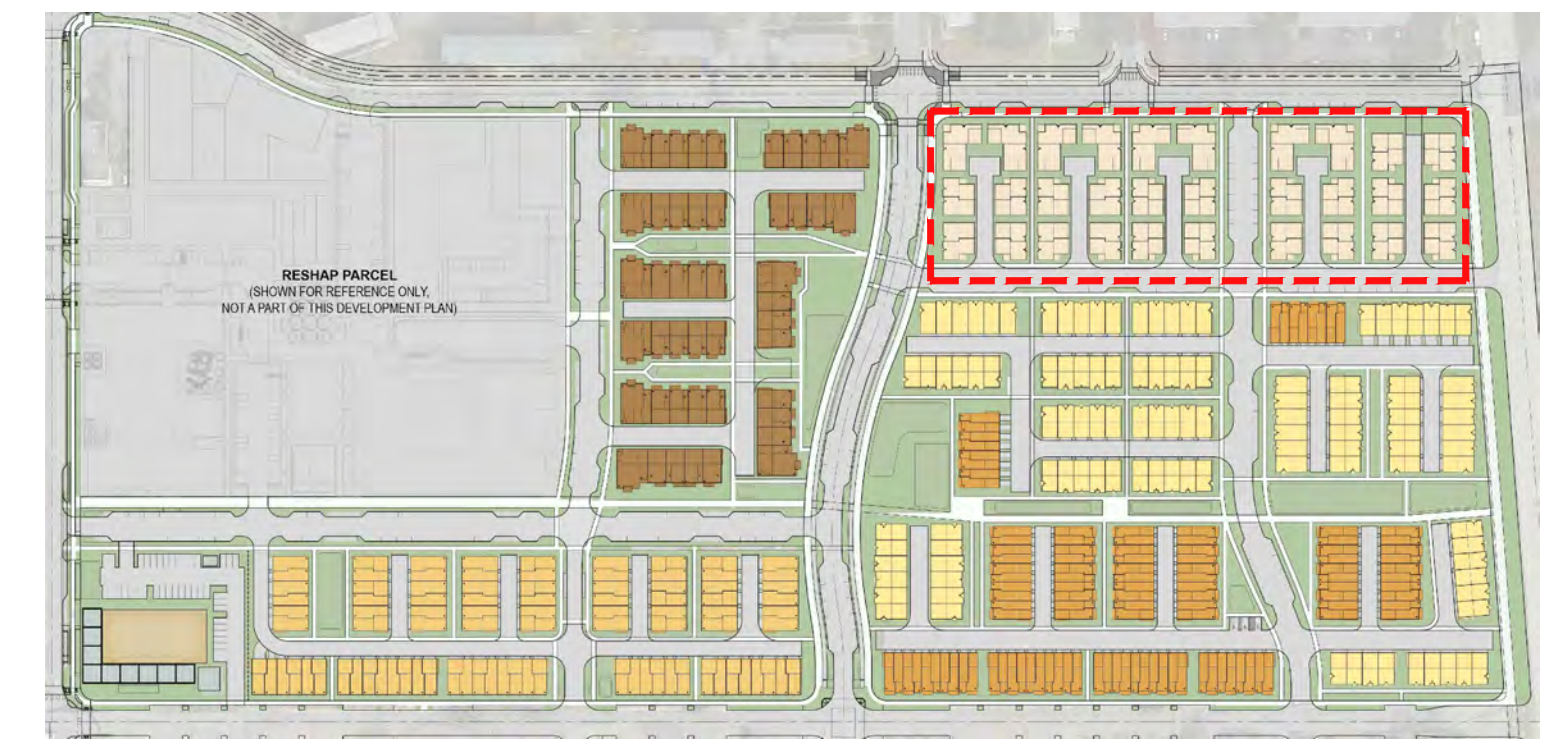 RESHAP PARCEL
(SHOWN FOR REFERENCE ONLY,
NOT A PART OF THIS DEVELOPMENT PLAN)